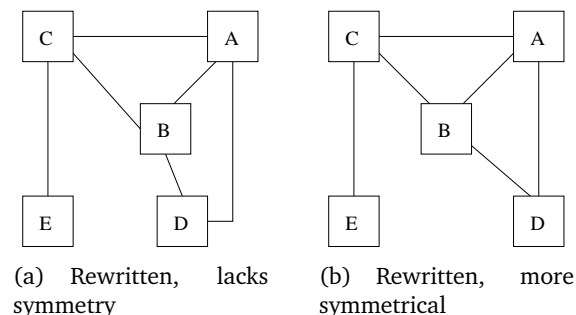 C A C A
B B
E D E D
(a) Rewritten, lacks (b) Rewritten, more
symmetry symmetrical